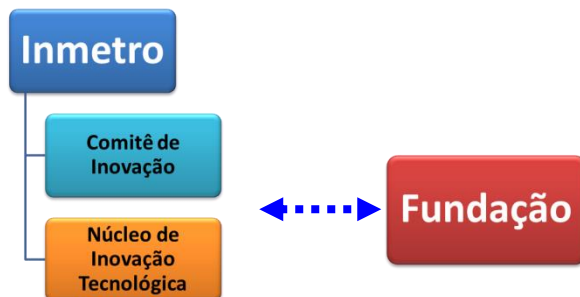 Inmetro
Comitê de
Inovação
Fundação
Núcleo de
Inovação
Tecnológica